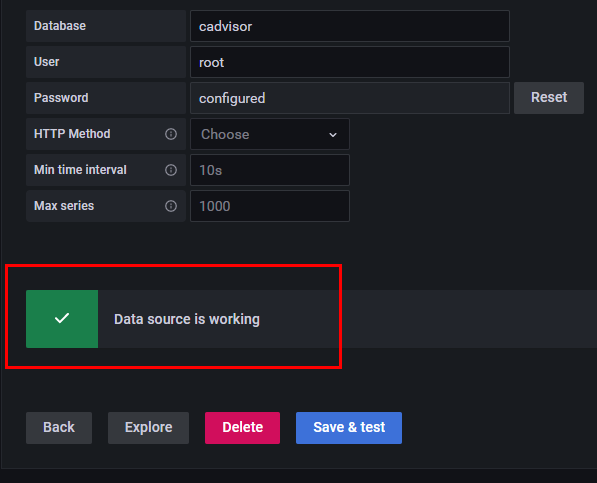 Database cadvisor
User root
Password configured Reset
HTTP Method Choose
Min time interval 10s
Max series 1000
Data source is working
Back Explore Delete Save & test